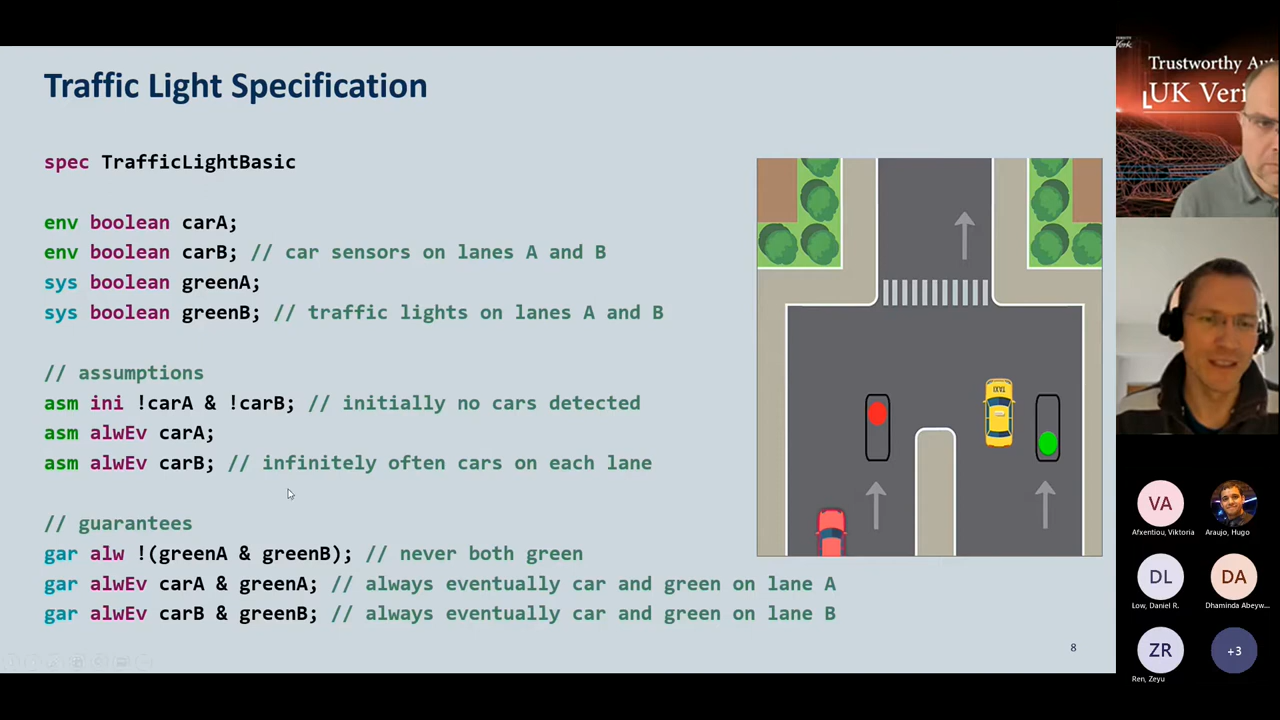 Traffic Light Specification
spec TrafficLightBasic
env boolean carA;
env boolean carB; // car sensors on lanes A and B
sys boolean greenA;
sys boolean greenB; // traffic lights on lanes A and B
// assumptions
asm ini !carA & !carB; // initially no cars detected
asm alwEv carA;
asm alwEv carB; // infinitely often cars on each lane
// guarantees
gar alw !(greenA & greenB); // never both green
gar alwEv carA & greenA; // always eventually car and green on lane A
gar alwEv carB & greenB; // always eventually car and green on lane B
8
TAXI
Trustworthy Aut
UK Veri
VA
Afxentiou, Viktoria
Araujo, Hugo
DL
Low, Daniel R.
DA
Dhaminda Abeyw...
ZR
Ren, Zeyu
+3